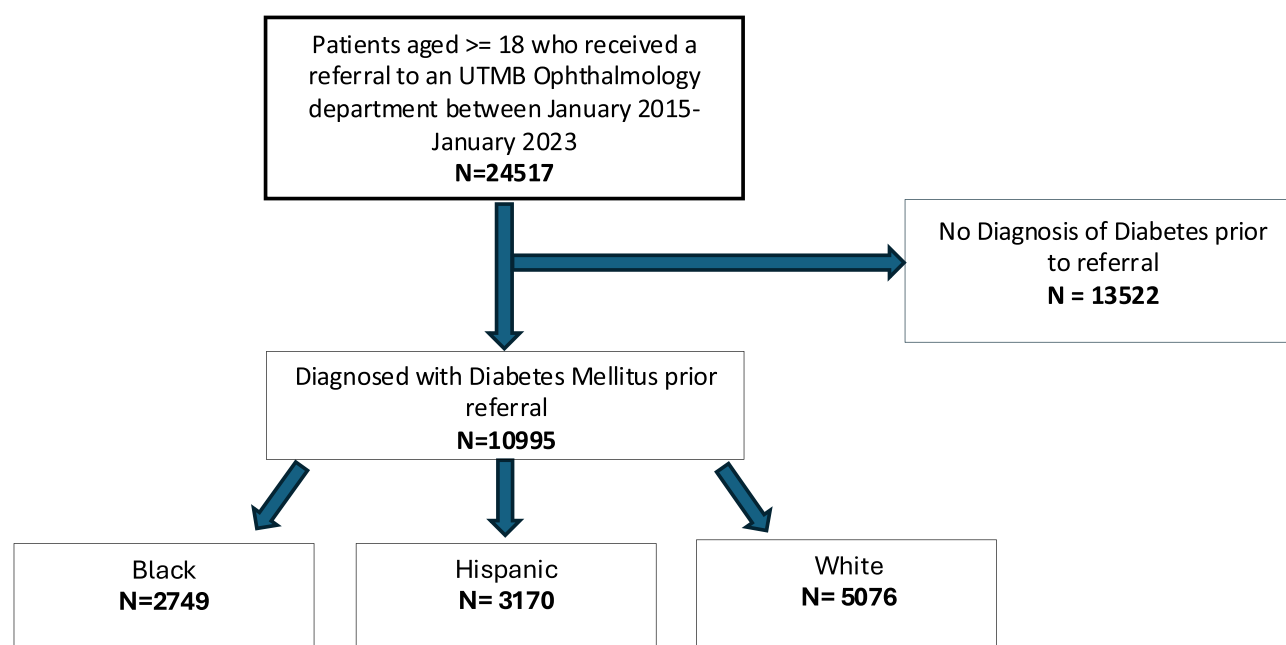 Patients aged >= 18 who received a
referral to an UTMB Ophthalmology
department between January 2015-
January 2023
N=24517
No Diagnosis of Diabetes prior
to referral
N = 13522
Diagnosed with Diabetes Mellitus prior
referral
N=10995
Black
N=2749
Hispanic
N= 3170
White
N= 5076